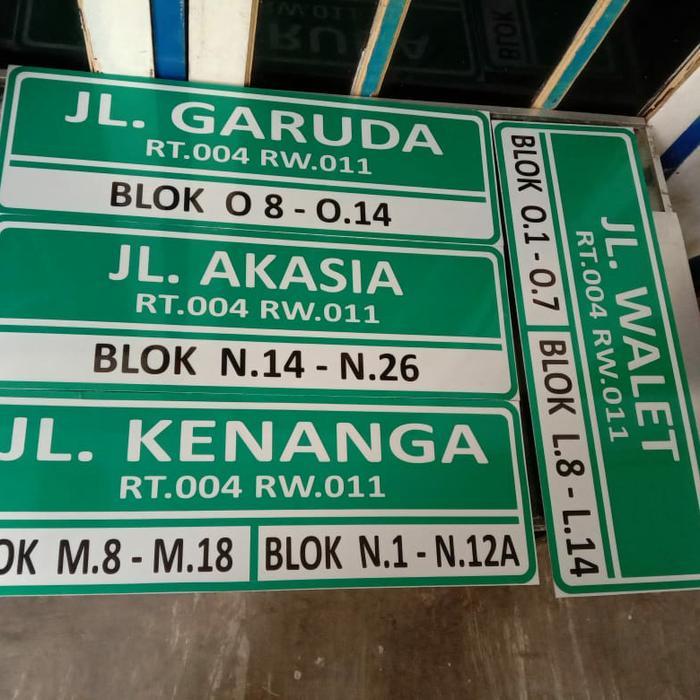 JL. GARUDA
RT.004 RW.011
BLOK O 8 - O.14
JL. AKASIA
RT.004 RW.011
BLOK N.14 - N.26
JL. KENANGA
RT.004 RW.011
OK M.8 - M.18
BLOK N.1 - N.12A
JL. WALET
RT.004 RW.011
BLOK O.1 - O.7
BLOK L.8 - L.14